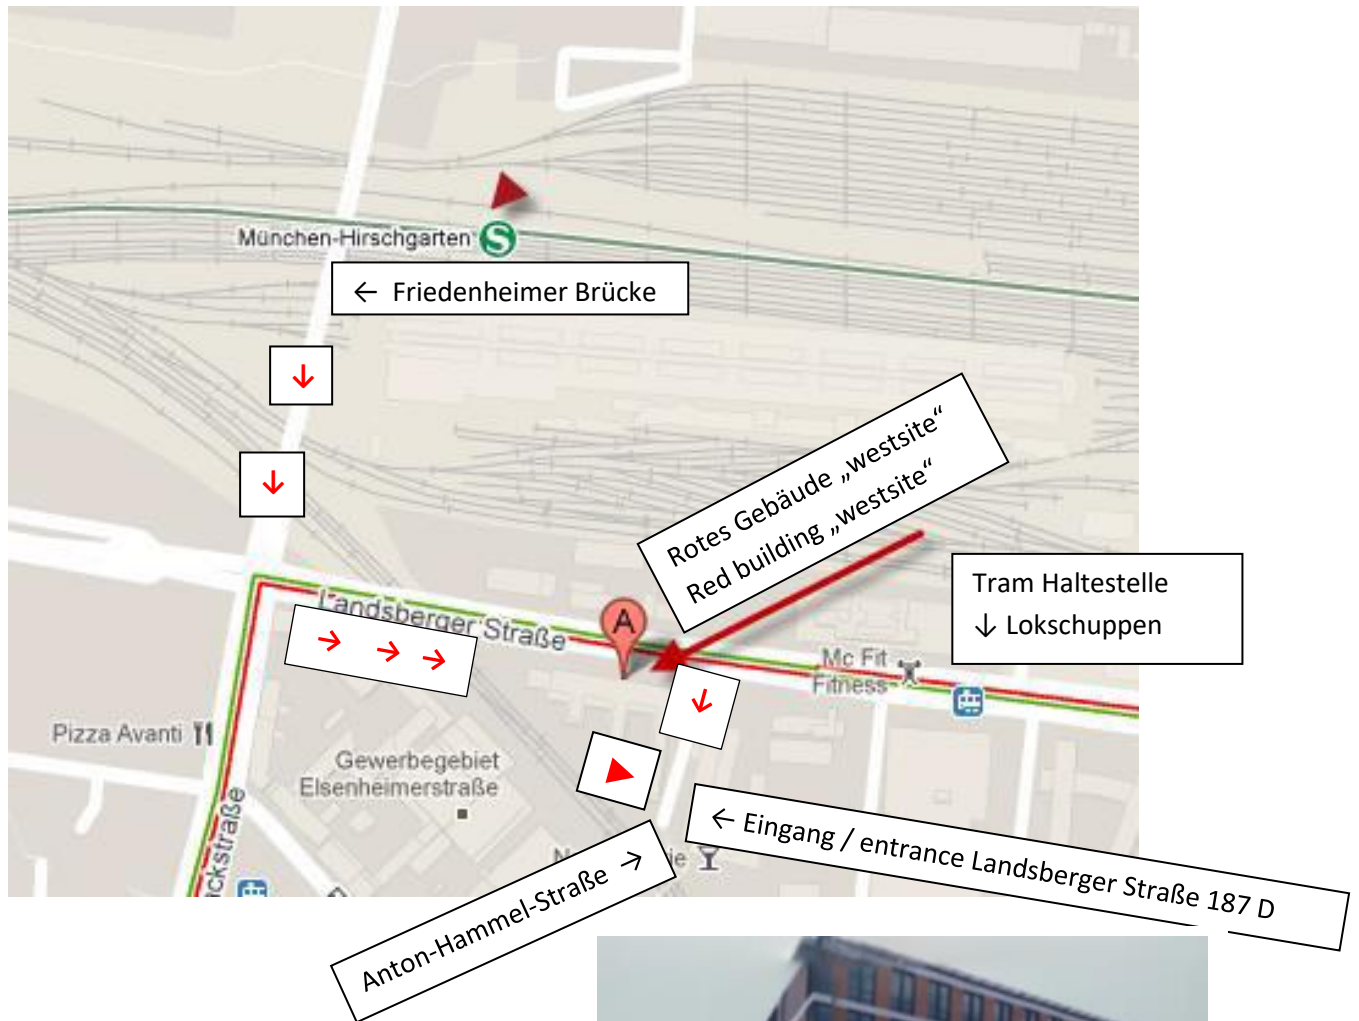 München-Hirschgarten S
← Friedenheimer Brücke
↓
↓
Rotes Gebäude „westsite“
Red building „westsite“
Tram Haltestelle
↓ Lokschuppen
Landsberger Straße
→ → →
A
Mc Fit
Fitness
↓
Pizza Avanti
Gewerbegebiet
Elsenheimerstraße
← Eingang / entrance Landsberger Straße 187 D
Anton-Hammel-Straße →